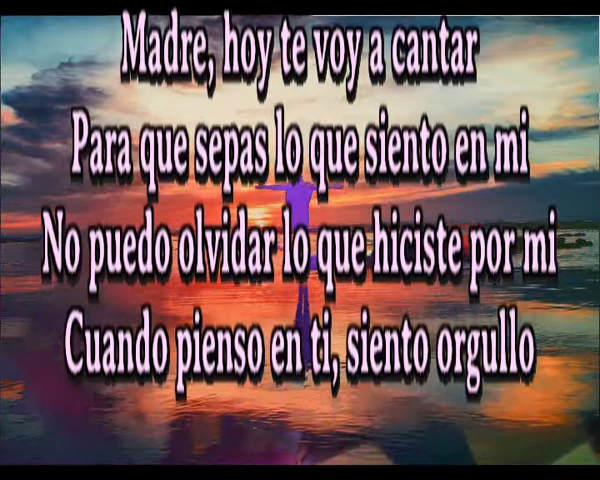 Madre, hoy te voy a cantar
Para que sepas lo que siento en mi
No puedo olvidar lo que hiciste por mi
Cuando pienso en ti, siento orgullo